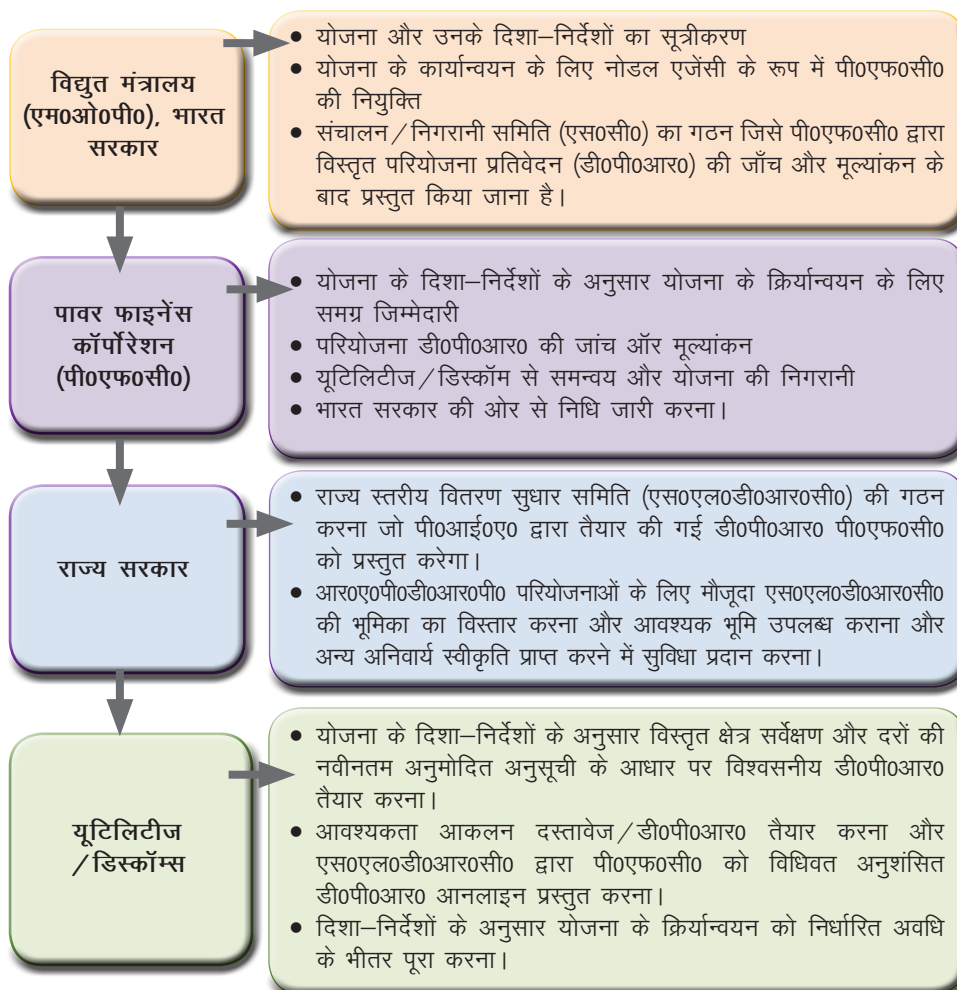 विद्युत मंत्रालय
(एम0ओ0पी0), भारत
सरकार
• योजना और उनके दिशा–निर्देशों का सूत्रीकरण
• योजना के कार्यान्वयन के लिए नोडल एजेंसी के रूप में पी0एफ0सी0
की नियुक्ति
• संचालन/निगरानी समिति (एस0सी0) का गठन जिसे पी0एफ0सी0 द्वारा
विस्तृत परियोजना प्रतिवेदन (डी0पी0आर0) की जाँच और मूल्यांकन के
बाद प्रस्तुत किया जाना है।
पावर फाइनेंस
कॉर्पोरेशन
(पी0एफ0सी0)
• योजना के दिशा–निर्देशों के अनुसार योजना के क्रिर्यान्वयन के लिए
समग्र जिम्मेदारी
• परियोजना डी0पी0आर0 की जांच ऑर मूल्यांकन
• यूटिलिटीज/डिस्कॉम से समन्वय और योजना की निगरानी
• भारत सरकार की ओर से निधि जारी करना।
राज्य सरकार
• राज्य स्तरीय वितरण सुधार समिति (एस0एल0डी0आर0सी0) की गठन
करना जो पी0आई0ए0 द्वारा तैयार की गई डी0पी0आर0 पी0एफ0सी0
को प्रस्तुत करेगा।
• आर0ए0पी0डी0आर0पी0 परियोजनाओं के लिए मौजूदा एस0एल0डी0आर0सी0
की भूमिका का विस्तार करना और आवश्यक भूमि उपलब्ध कराना और
अन्य अनिवार्य स्वीकृति प्राप्त करने में सुविधा प्रदान करना।
यूटिलिटीज
/डिस्कॉम्स
• योजना के दिशा–निर्देशों के अनुसार विस्तृत क्षेत्र सर्वेक्षण और दरों की
नवीनतम अनुमोदित अनुसूची के आधार पर विश्वसनीय डी0पी0आर0
तैयार करना।
• आवश्यकता आकलन दस्तावेज/डी0पी0आर0 तैयार करना और
एस0एल0डी0आर0सी0 द्वारा पी0एफ0सी0 को विधिवत अनुशंसित
डी0पी0आर0 आनलाइन प्रस्तुत करना।
• दिशा–निर्देशों के अनुसार योजना के क्रिर्यान्वयन को निर्धारित अवधि
के भीतर पूरा करना।